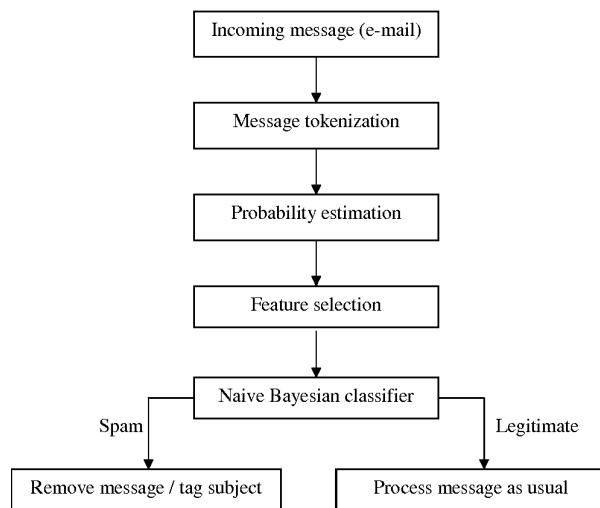 Incoming message (e-mail)
Message tokenization
Probability estimation
Feature selection
Naive Bayesian classifier
Spam
Legitimate
Remove message / tag subject
Process message as usual